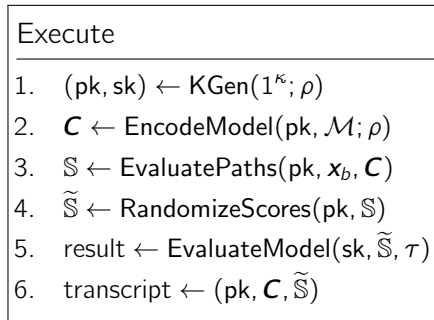 Execute
1. (pk, sk) ← KGen(1^κ; ρ)
2. 𝑪 ← EncodeModel(pk, ℳ; ρ)
3. 𝕊 ← EvaluatePaths(pk, 𝒙_b, 𝑪)
4. 𝕊̃ ← RandomizeScores(pk, 𝕊)
5. result ← EvaluateModel(sk, 𝕊̃, τ)
6. transcript ← (pk, 𝑪, 𝕊̃)